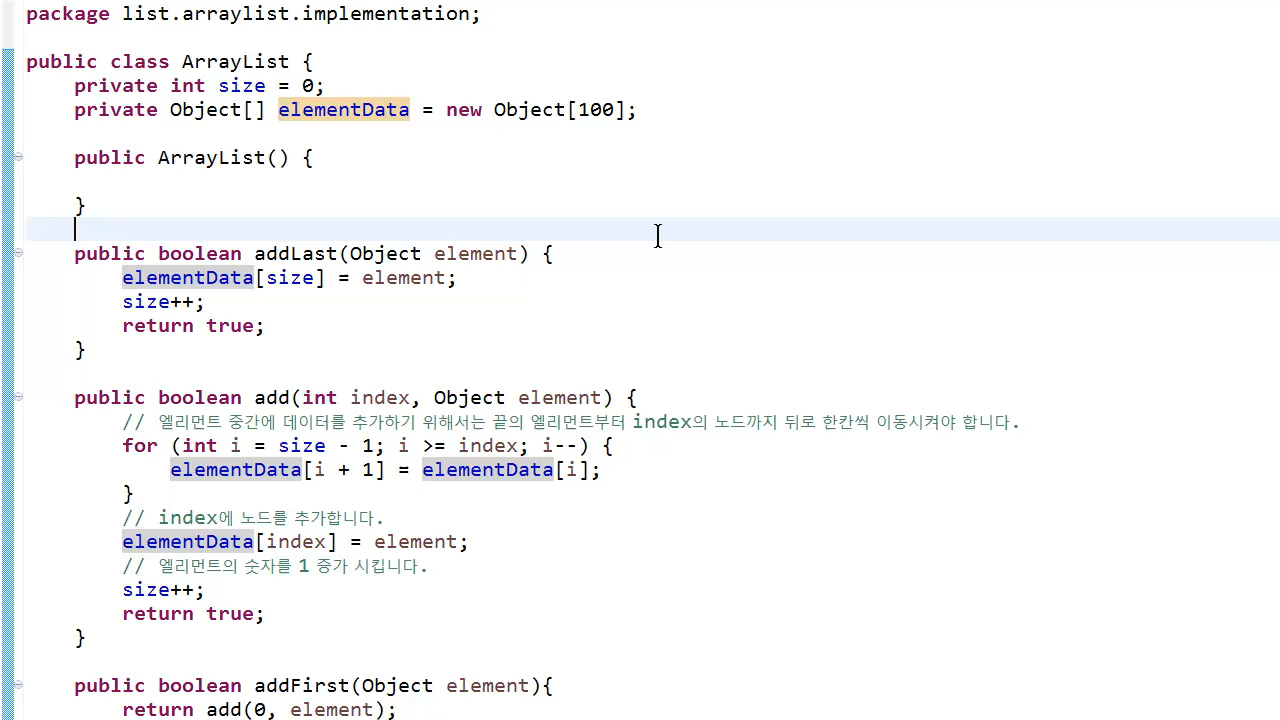 package list.arraylist.implementation;
public class ArrayList {
private int size = 0;
private Object[] elementData = new Object[100];
public ArrayList() {
}
public boolean addLast(Object element) {
elementData[size] = element;
size++;
return true;
}
public boolean add(int index, Object element) {
// 엘리먼트 중간에 데이터를 추가하기 위해서는 끝의 엘리먼트부터 index의 노드까지 뒤로 한칸씩 이동시켜야 합니다.
for (int i = size - 1; i >= index; i--) {
elementData[i + 1] = elementData[i];
}
// index에 노드를 추가합니다.
elementData[index] = element;
// 엘리먼트의 숫자를 1 증가 시킵니다.
size++;
return true;
}
public boolean addFirst(Object element){
return add(0, element);